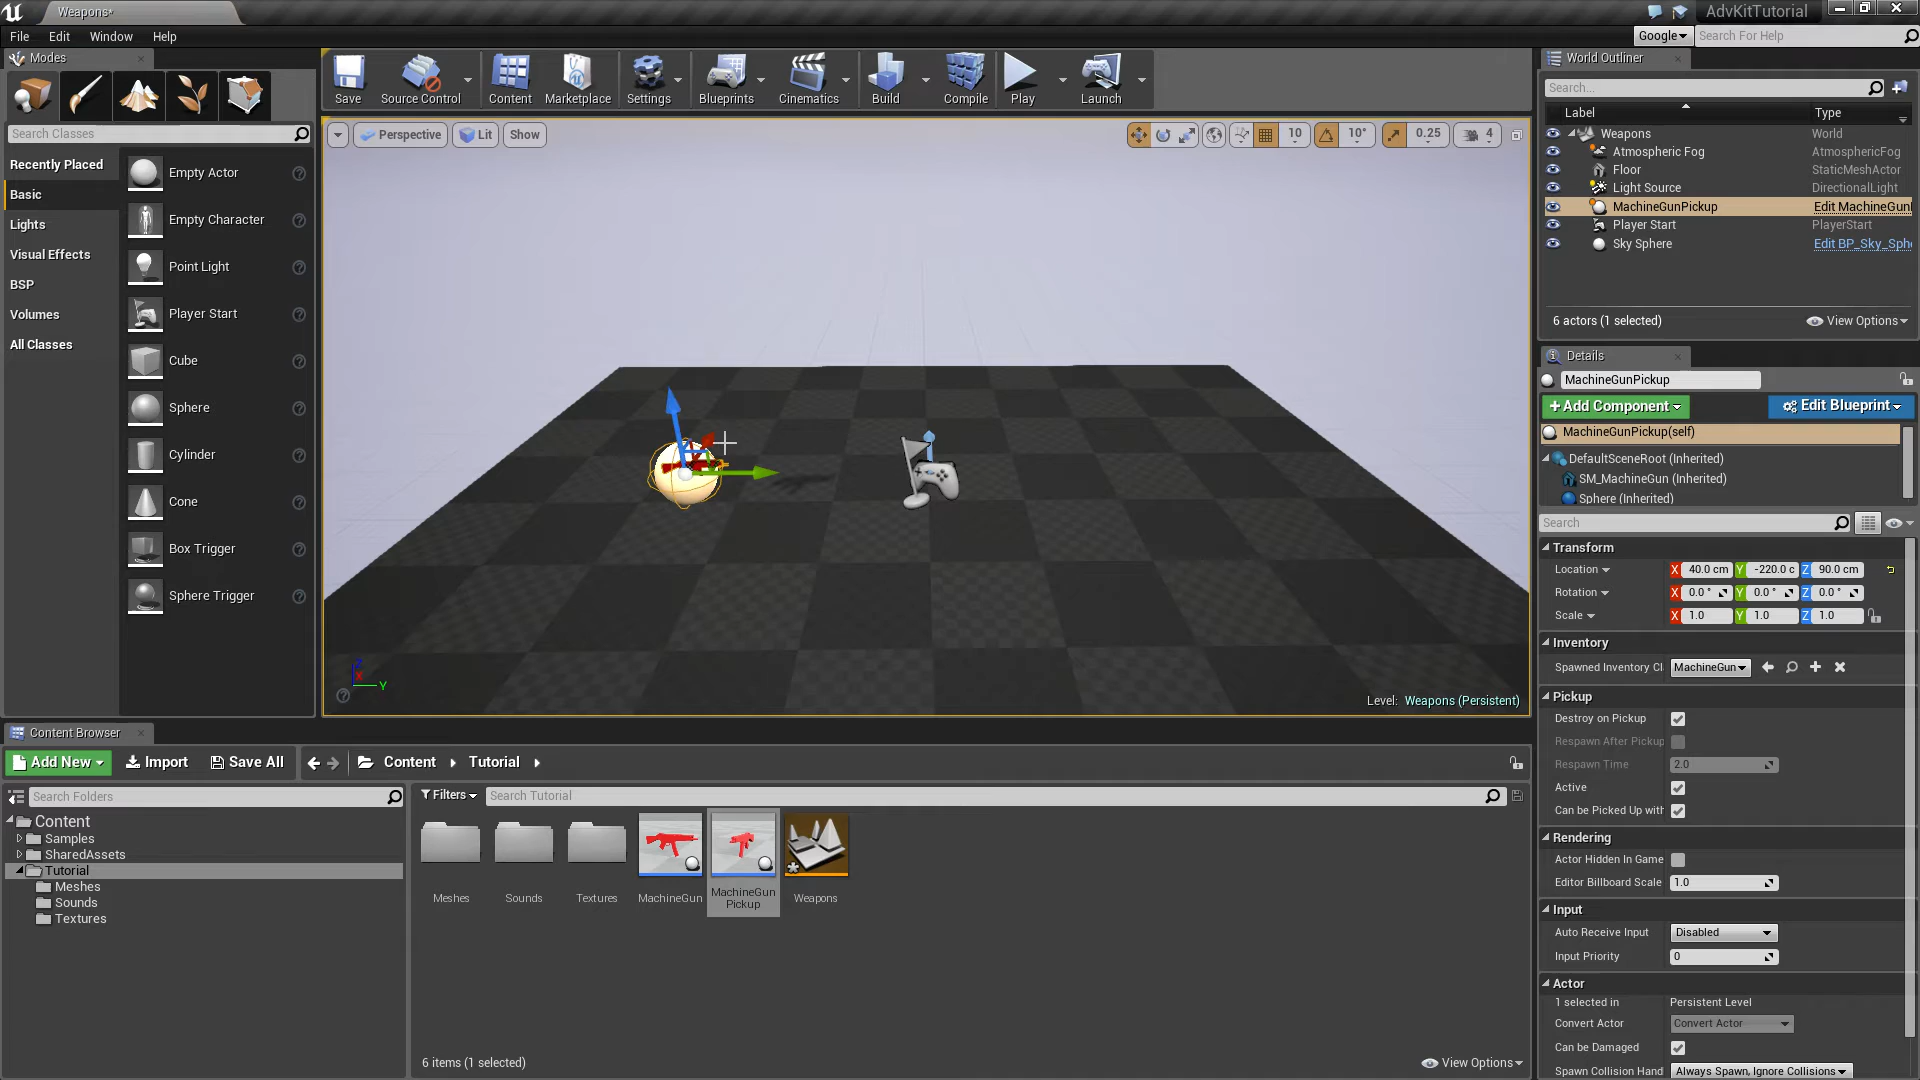 Weapons*
AdvKitTutorial
File Edit Window Help
Google
Search For Help
Modes
Search Classes
Recently Placed
Basic
Lights
Visual Effects
BSP
Volumes
All Classes
Empty Actor
Empty Character
Point Light
Player Start
Cube
Sphere
Cylinder
Cone
Box Trigger
Sphere Trigger
Save
Source Control
Content
Marketplace
Settings
Blueprints
Cinematics
Build
Compile
Play
Launch
Perspective
Lit
Show
10
10°
0.25
4
Z
X
Y
Level: Weapons (Persistent)
World Outliner
Search...
Label Type
Weapons World
Atmospheric Fog AtmosphericFog
Floor StaticMeshActor
Light Source DirectionalLight
MachineGunPickup Edit MachineGunI
Player Start PlayerStart
Sky Sphere Edit BP_Sky_Sph
6 actors (1 selected)
View Options
Details
MachineGunPickup
+Add Component
Edit Blueprint
MachineGunPickup(self)
DefaultSceneRoot (Inherited)
SM_MachineGun (Inherited)
Sphere (Inherited)
Search
Transform
Location X 40.0 cm Y -220.0 c Z 90.0 cm
Rotation X 0.0 ° Y 0.0 ° Z 0.0 °
Scale X 1.0 Y 1.0 Z 1.0
Inventory
Spawned Inventory Cl MachineGun
Pickup
Destroy on Pickup
Respawn After Pickup
Respawn Time 2.0
Active
Can be Picked Up with
Rendering
Actor Hidden In Game
Editor Billboard Scale 1.0
Input
Auto Receive Input Disabled
Input Priority 0
Actor
1 selected in Persistent Level
Convert Actor Convert Actor
Can be Damaged
Spawn Collision Hand Always Spawn, Ignore Collisions
Content Browser
Add New
Import
Save All
Content
Tutorial
Search Folders
Content
Samples
SharedAssets
Tutorial
Meshes
Sounds
Textures
Filters
Search Tutorial
Meshes
Sounds
Textures
MachineGun
MachineGun
Pickup
Weapons
6 items (1 selected)
View Options